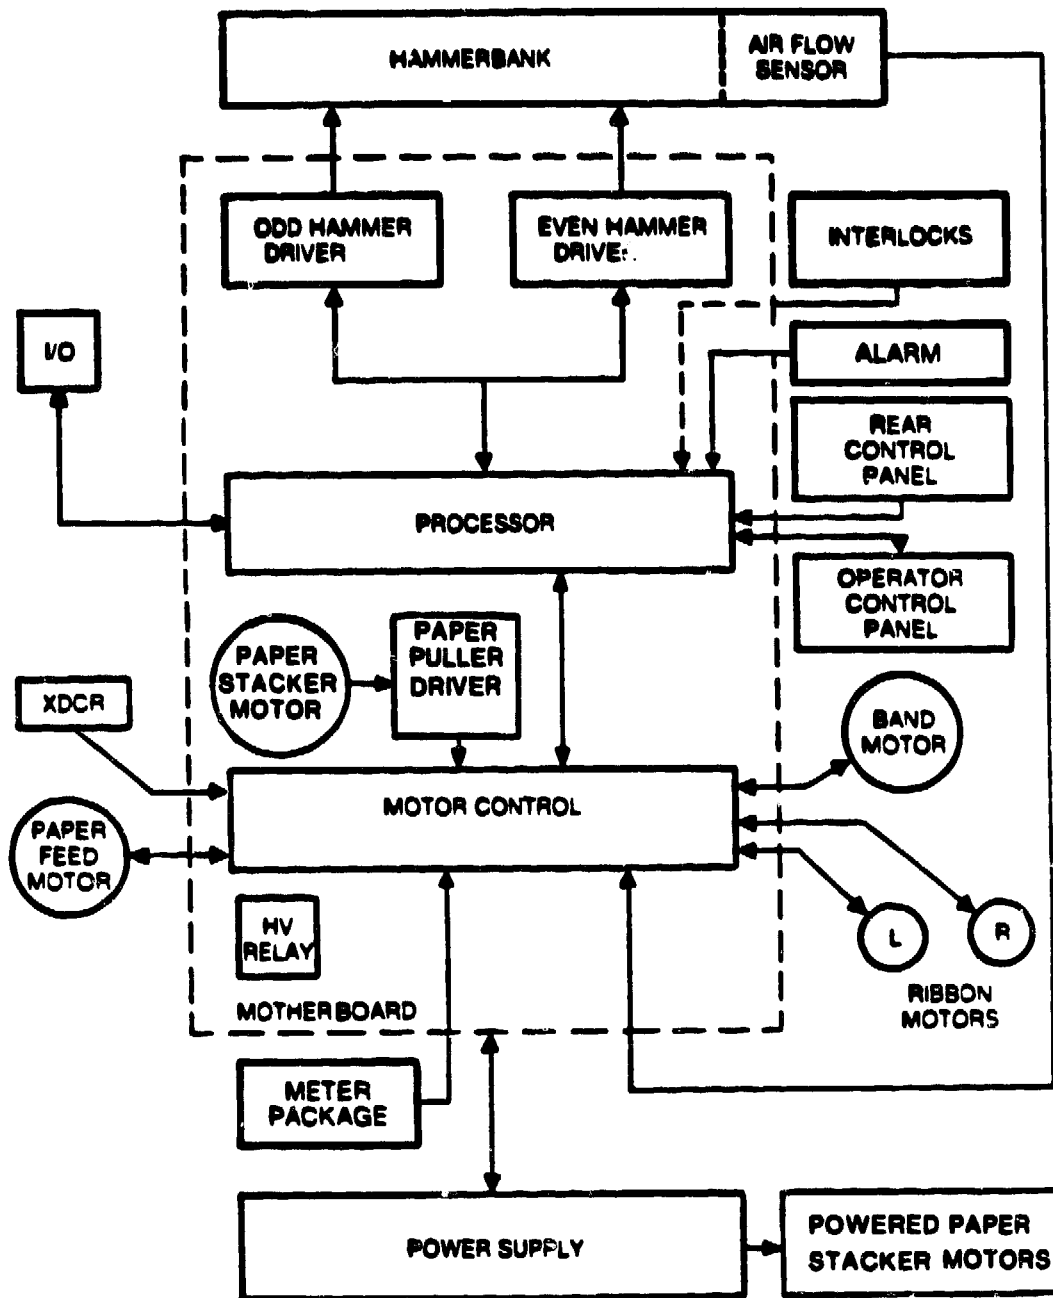 HAMMERBANK
AIR FLOW
SENSOR
ODD HAMMER
DRIVER
EVEN HAMMER
INTERLOCKS
I/O
ALARM
REAR
CONTROL
PANEL
PROCESSOR
OPERATOR
CONTROL
PANEL
PAPER
STACKER
MOTOR
PAPER
PULLER
DRIVER
XDCR
BAND
MOTOR
MOTOR CONTROL
PAPER
FEED
MOTOR
HV
RELAY
L
R
RIBBON
MOTORS
MOTHERBOARD
METER
PACKAGE
POWER SUPPLY
POWERED PAPER
STACKER MOTORS